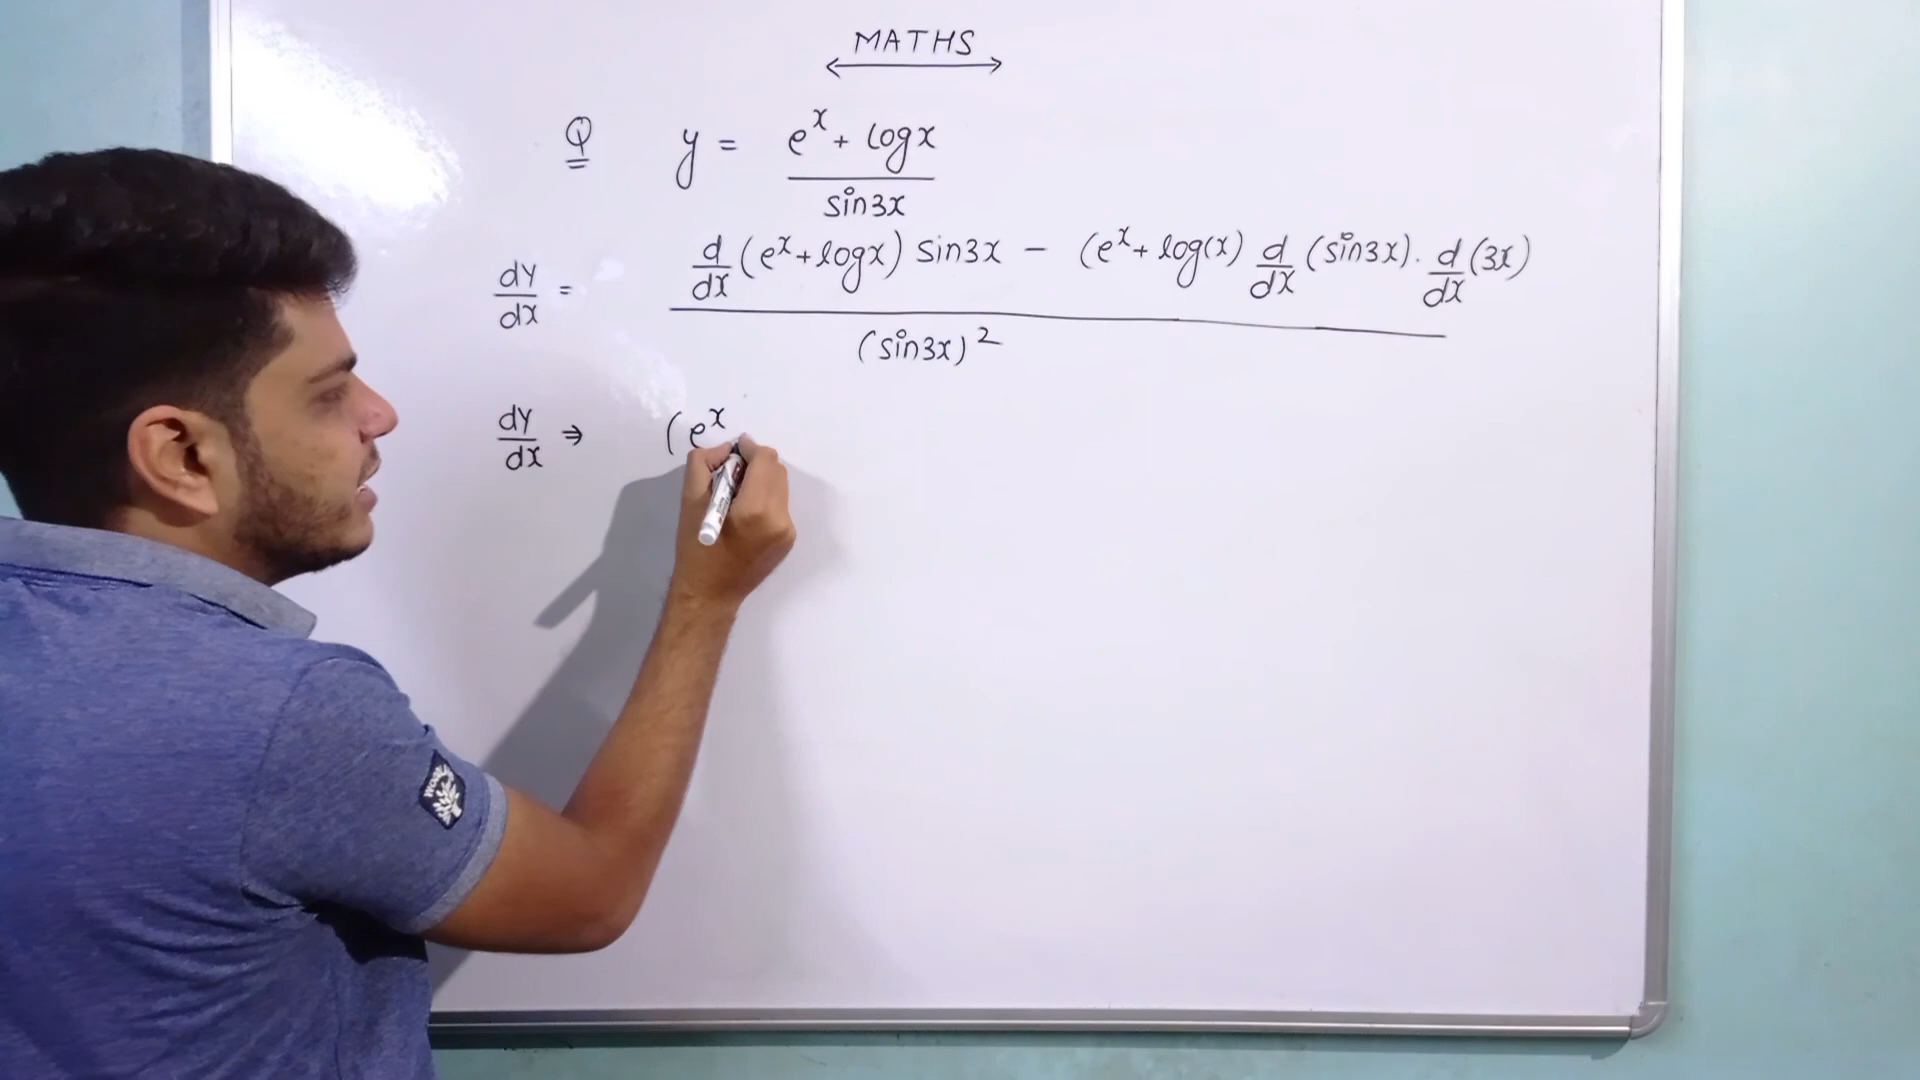 MATHS
Q y = e^x + log x / sin3x
dy/dx = d/dx (e^x + log x) sin3x - (e^x + log(x) d/dx (sin3x) . d/dx (3x) / (sin3x)^2
dy/dx ⇒ (e^x